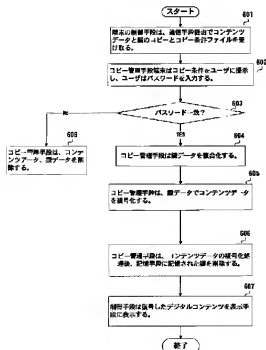 スタート
601
端末の制御手段は、通信手段経由でコンテンツ
データと鍵のコピーとコピー条件ファイルを受
け取る。
602
コピー管理手段端末はコピー条件をユーザに提示
し、ユーザはパスワードを入力する。
603
パスワード一致?
No
YES
608
コピー管理手段は、コンテ
ンツデータ、鍵データを削
除する。
604
コピー管理手段は鍵データを復号化する。
605
コピー管理手段は、鍵データでコンテンツデータ
を復号化する。
606
コピー管理手段は、コンテンツデータの復号化終
了後、記憶手段に記憶された鍵を削除する。
607
制御手段は復号したデジタルコンテンツを表示手
段に表示する。
終了